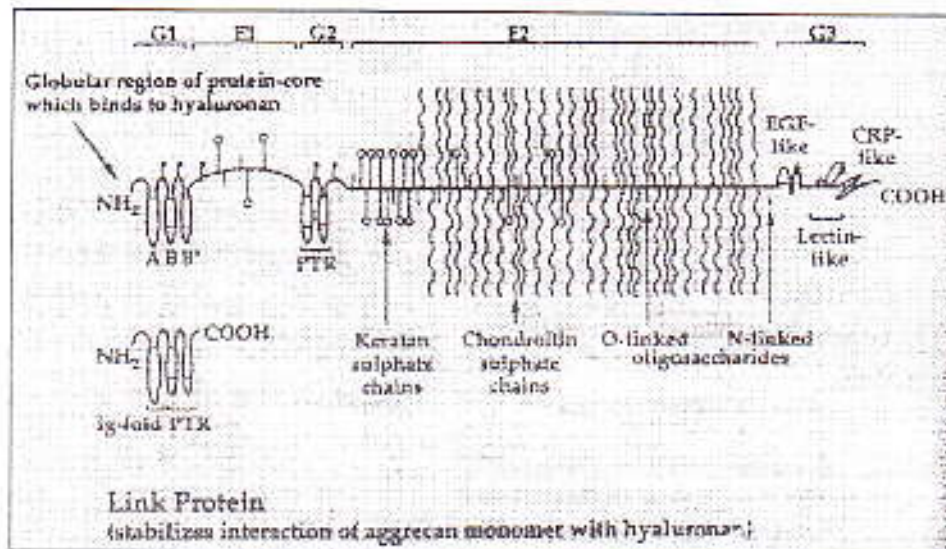 G1 E1 G2 E2 G3
Globular region of protein-core
which binds to hyaluronan
EGF-
like
CRP-
like
NH2
COOH
A B B'
PTR
Lectin-
like
COOH
NH2
Keratan
sulphate
chains
Chondroitin
sulphate
chains
O-linked N-linked
oligosaccharides
Ig-fold PTR
Link Protein
(stabilizes interaction of aggrecan monomer with hyaluronan.)